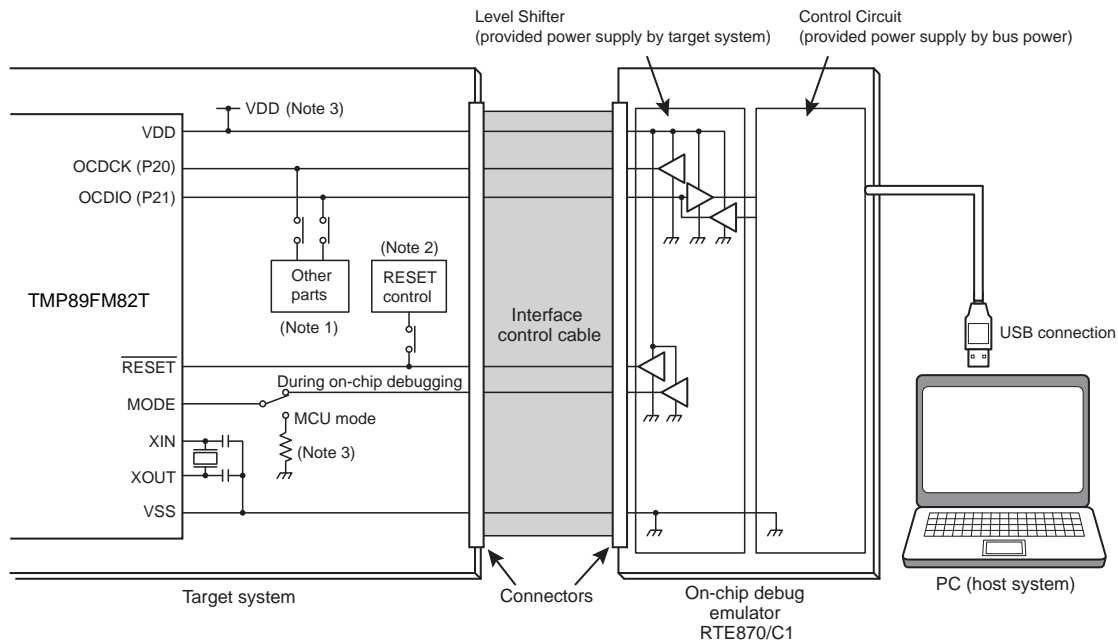 Level Shifter
(provided power supply by target system)
Control Circuit
(provided power supply by bus power)
VDD (Note 3)
VDD
OCDCK (P20)
OCDIO (P21)
(Note 2)
Other
parts
RESET
control
TMP89FM82T
(Note 1)
Interface
control cable
USB connection
RESET
During on-chip debugging
MODE
MCU mode
XIN
(Note 3)
XOUT
VSS
Target system
Connectors
On-chip debug
emulator
RTE870/C1
PC (host system)